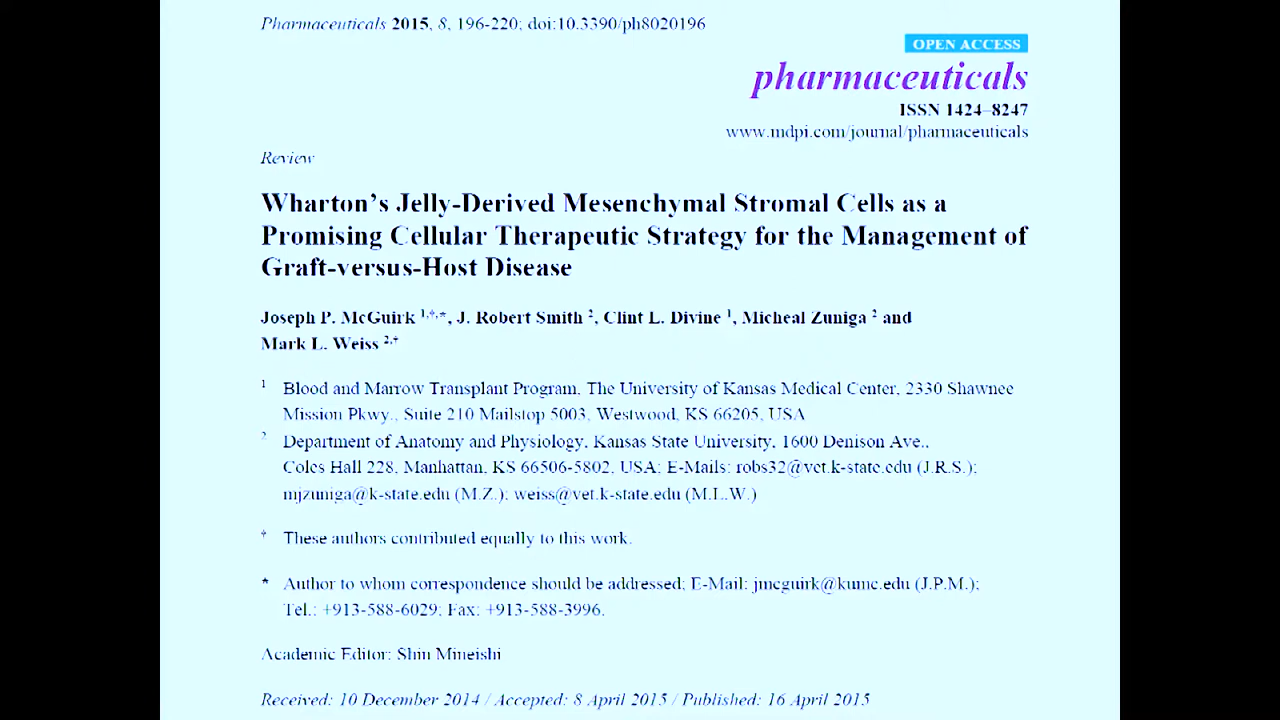 Pharmaceuticals 2015, 8, 196-220; doi:10.3390/ph8020196
OPEN ACCESS
pharmaceuticals
ISSN 1424–8247
www.mdpi.com/journal/pharmaceuticals
Review
Wharton’s Jelly-Derived Mesenchymal Stromal Cells as a
Promising Cellular Therapeutic Strategy for the Management of
Graft-versus-Host Disease
Joseph P. McGuirk 1,†,*, J. Robert Smith 2, Clint L. Divine 1, Micheal Zuniga 2 and
Mark L. Weiss 2,†
1 Blood and Marrow Transplant Program, The University of Kansas Medical Center, 2330 Shawnee
Mission Pkwy., Suite 210 Mailstop 5003, Westwood, KS 66205, USA
2 Department of Anatomy and Physiology, Kansas State University, 1600 Denison Ave.,
Coles Hall 228, Manhattan, KS 66506-5802, USA; E-Mails: robs32@vet.k-state.edu (J.R.S.);
mjzuniga@k-state.edu (M.Z.); weiss@vet.k-state.edu (M.L.W.)
† These authors contributed equally to this work.
* Author to whom correspondence should be addressed; E-Mail: jmcguirk@kumc.edu (J.P.M.);
Tel.: +913-588-6029; Fax: +913-588-3996.
Academic Editor: Shin Mineishi
Received: 10 December 2014 / Accepted: 8 April 2015 / Published: 16 April 2015